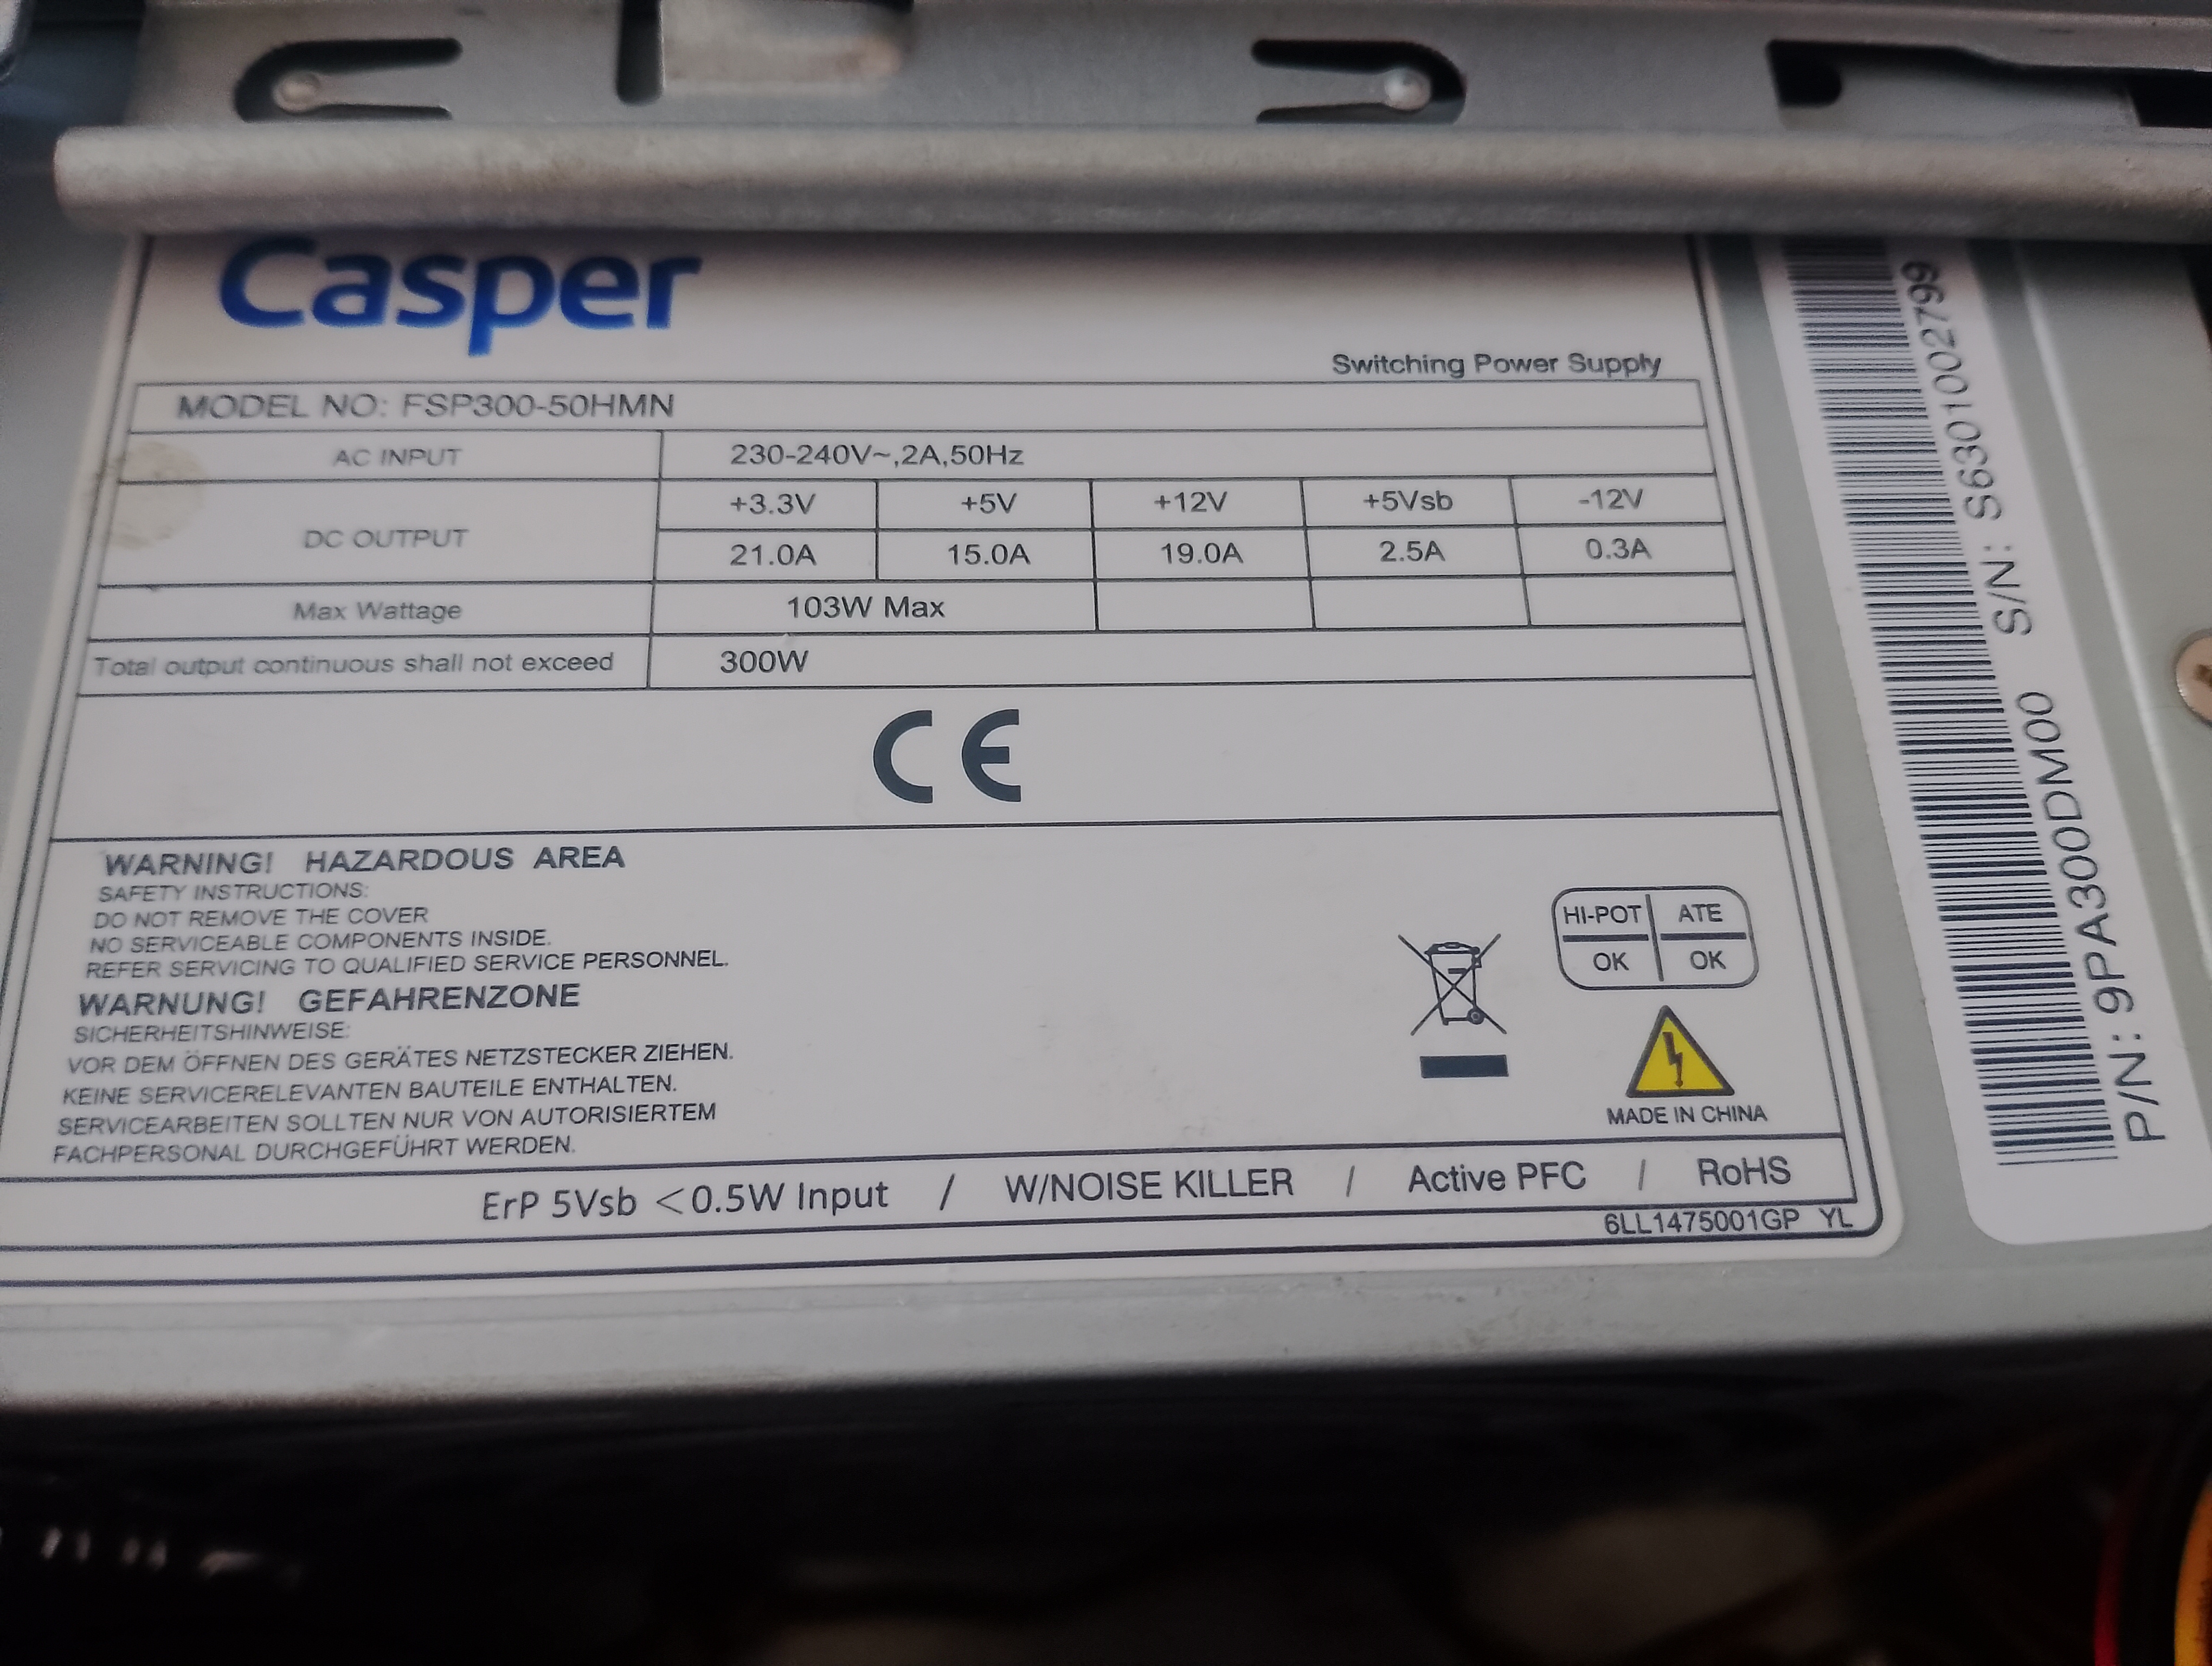 Casper
Switching Power Supply
MODEL NO: FSP300-50HMN
AC INPUT 230-240V~,2A,50Hz
DC OUTPUT +3.3V +5V +12V +5Vsb -12V
21.0A 15.0A 19.0A 2.5A 0.3A
Max Wattage 103W Max
Total output continuous shall not exceed 300W
CE
WARNING! HAZARDOUS AREA
SAFETY INSTRUCTIONS:
DO NOT REMOVE THE COVER
NO SERVICEABLE COMPONENTS INSIDE.
REFER SERVICING TO QUALIFIED SERVICE PERSONNEL.
WARNUNG! GEFAHRENZONE
SICHERHEITSHINWEISE:
VOR DEM ÖFFNEN DES GERÄTES NETZSTECKER ZIEHEN.
KEINE SERVICERELEVANTEN BAUTEILE ENTHALTEN.
SERVICEARBEITEN SOLLTEN NUR VON AUTORISIERTEM
FACHPERSONAL DURCHGEFÜHRT WERDEN.
HI-POT ATE
OK OK
MADE IN CHINA
ErP 5Vsb <0.5W Input / W/NOISE KILLER / Active PFC / RoHS
6LL1475001GP YL
P/N: 9PA300DM00 S/N: S6301002799